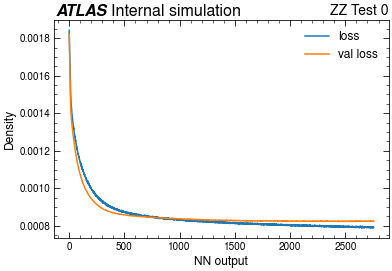 ATLAS Internal simulation
ZZ Test 0
loss
val loss
Density
0.0018
0.0016
0.0014
0.0012
0.0010
0.0008
0
500
1000
1500
2000
2500
NN output